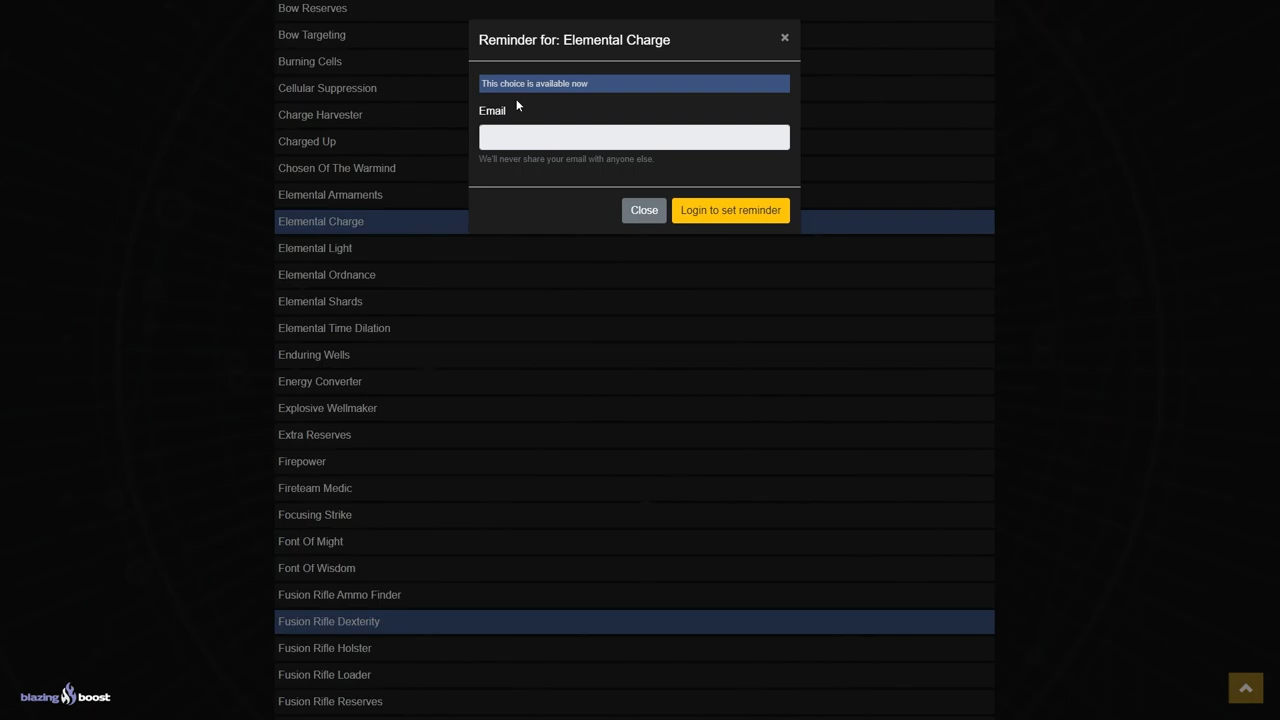 Bow Reserves
Bow Targeting
Burning Cells
Cellular Suppression
Charge Harvester
Charged Up
Chosen Of The Warmind
Elemental Armaments
Elemental Charge
Elemental Light
Elemental Ordnance
Elemental Shards
Elemental Time Dilation
Enduring Wells
Energy Converter
Explosive Wellmaker
Extra Reserves
Firepower
Fireteam Medic
Focusing Strike
Font Of Might
Font Of Wisdom
Fusion Rifle Ammo Finder
Fusion Rifle Dexterity
Fusion Rifle Holster
Fusion Rifle Loader
Fusion Rifle Reserves
Reminder for: Elemental Charge ×
This choice is available now
Email
We'll never share your email with anyone else.
Close Login to set reminder
blazing boost